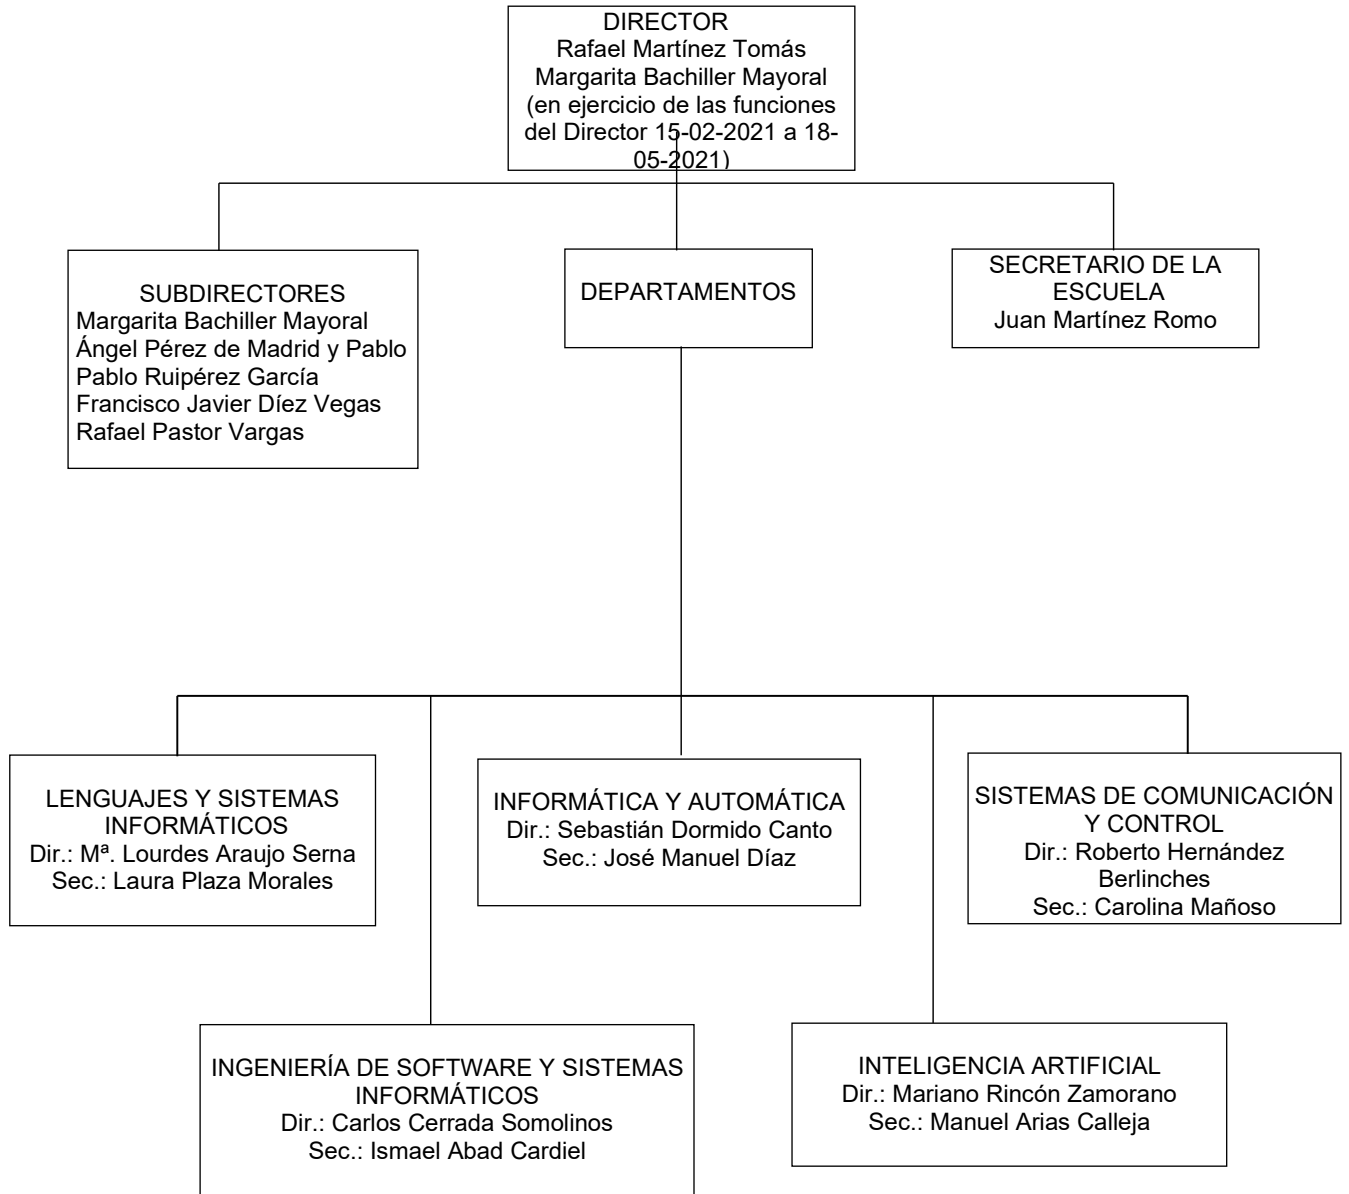 DIRECTOR
Rafael Martínez Tomás
Margarita Bachiller Mayoral
(en ejercicio de las funciones
del Director 15-02-2021 a 18-
05-2021)
SUBDIRECTORES
Margarita Bachiller Mayoral
Ángel Pérez de Madrid y Pablo
Pablo Ruipérez García
Francisco Javier Díez Vegas
Rafael Pastor Vargas
DEPARTAMENTOS
SECRETARIO DE LA
ESCUELA
Juan Martínez Romo
LENGUAJES Y SISTEMAS
INFORMÁTICOS
Dir.: Mª. Lourdes Araujo Serna
Sec.: Laura Plaza Morales
INFORMÁTICA Y AUTOMÁTICA
Dir.: Sebastián Dormido Canto
Sec.: José Manuel Díaz
SISTEMAS DE COMUNICACIÓN
Y CONTROL
Dir.: Roberto Hernández
Berlinches
Sec.: Carolina Mañoso
INGENIERÍA DE SOFTWARE Y SISTEMAS
INFORMÁTICOS
Dir.: Carlos Cerrada Somolinos
Sec.: Ismael Abad Cardiel
INTELIGENCIA ARTIFICIAL
Dir.: Mariano Rincón Zamorano
Sec.: Manuel Arias Calleja